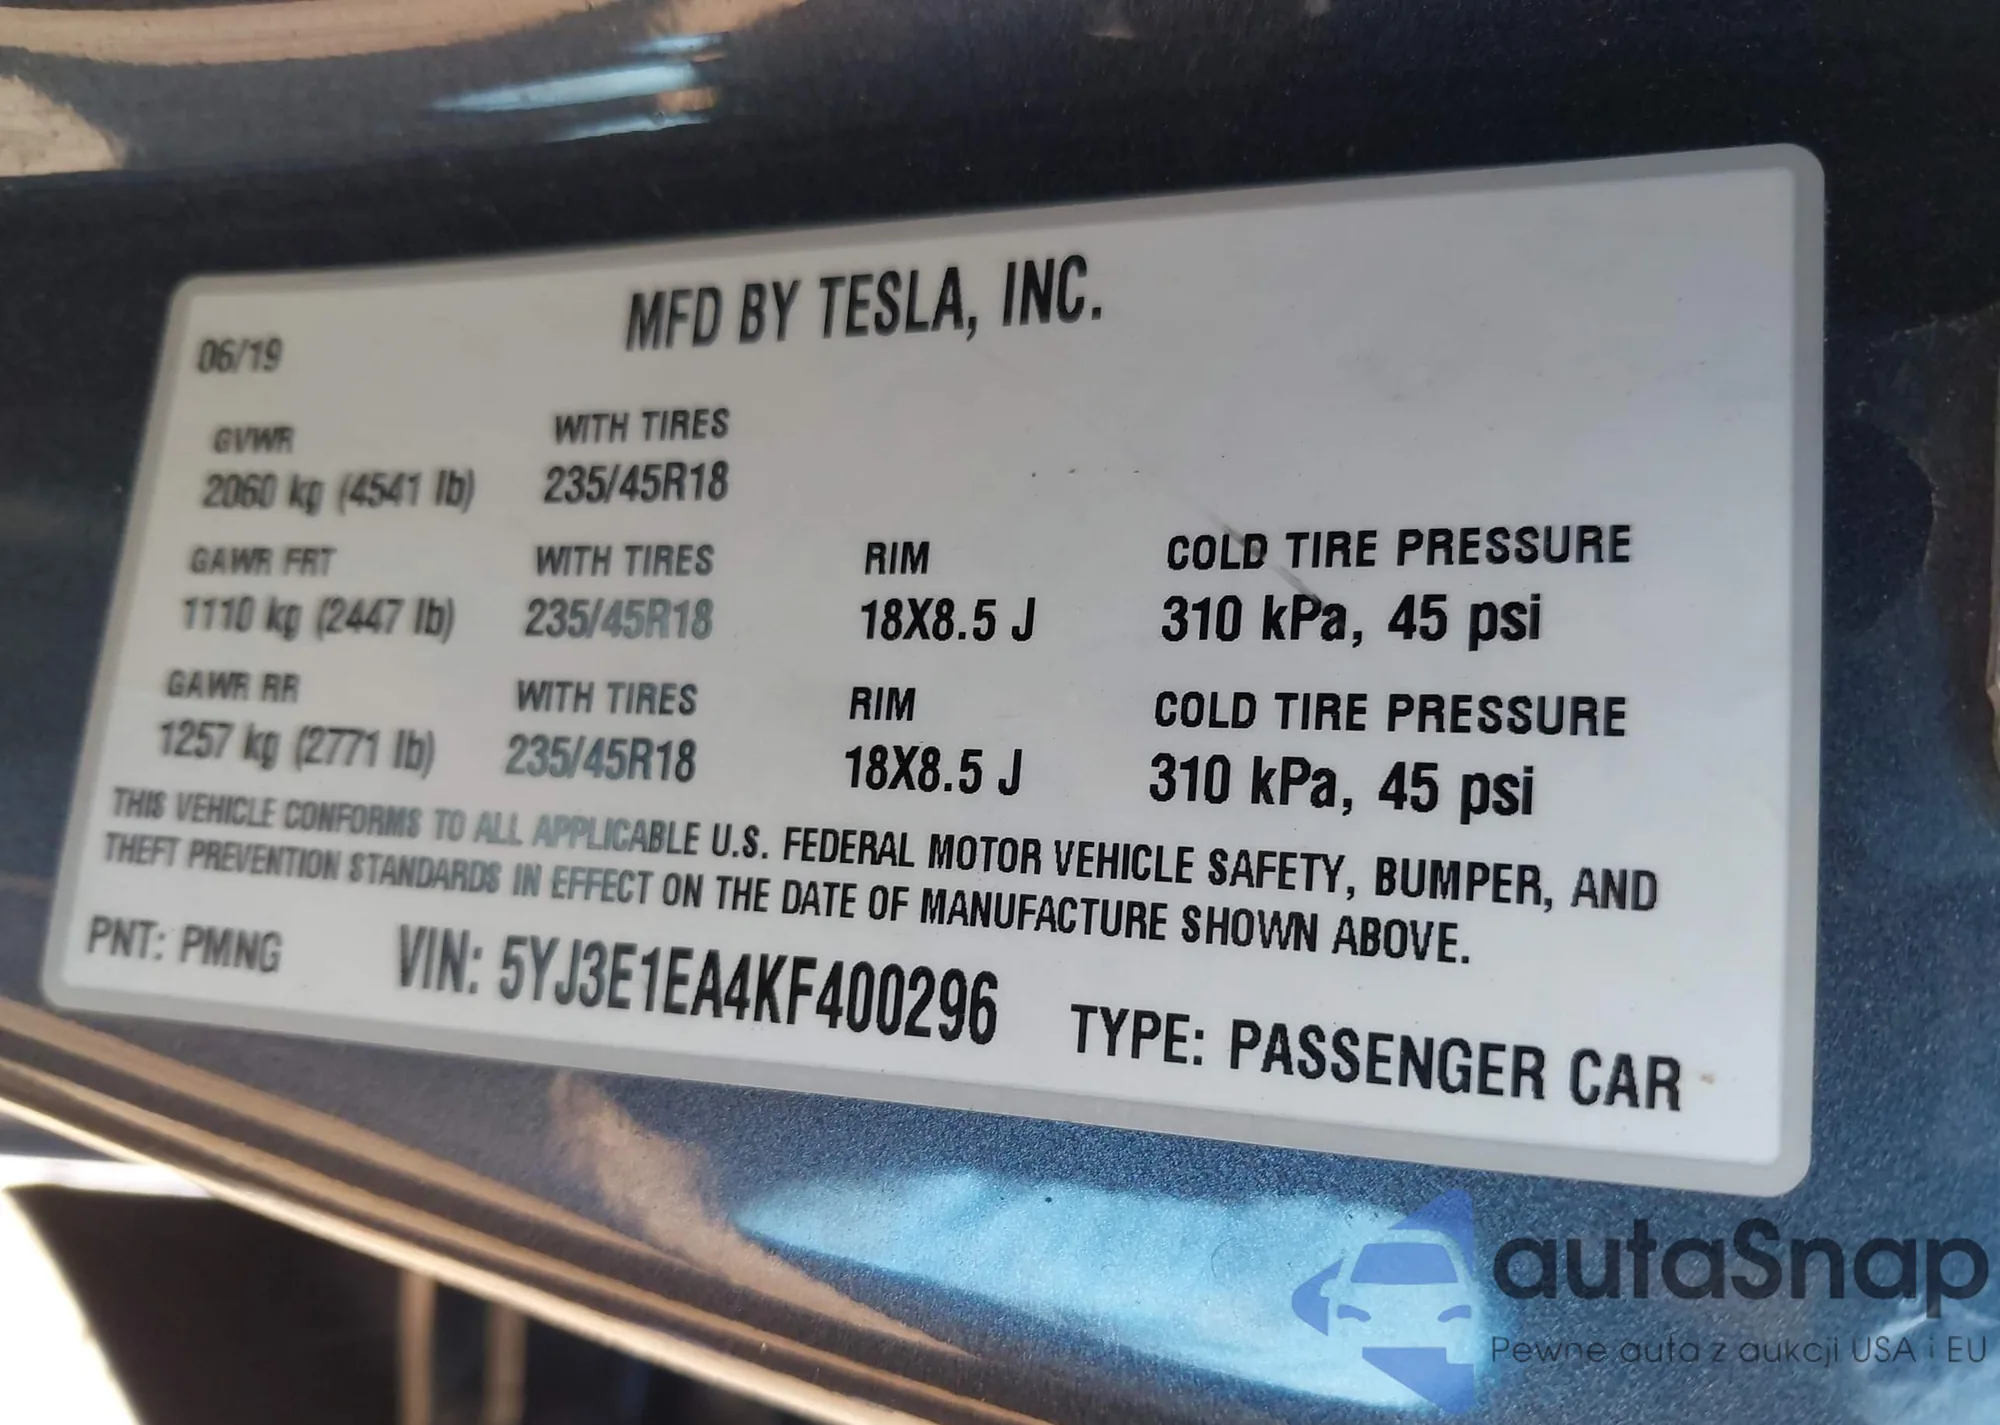 MFD BY TESLA, INC.
06/19
GVWR WITH TIRES
2060 kg (4541 lb) 235/45R18
GAWR FRT WITH TIRES RIM COLD TIRE PRESSURE
1110 kg (2447 lb) 235/45R18 18X8.5 J 310 kPa, 45 psi
GAWR RR WITH TIRES RIM COLD TIRE PRESSURE
1257 kg (2771 lb) 235/45R18 18X8.5 J 310 kPa, 45 psi
THIS VEHICLE CONFORMS TO ALL APPLICABLE U.S. FEDERAL MOTOR VEHICLE SAFETY, BUMPER, AND
THEFT PREVENTION STANDARDS IN EFFECT ON THE DATE OF MANUFACTURE SHOWN ABOVE.
PNT: PMNG VIN: 5YJ3E1EA4KF400296 TYPE: PASSENGER CAR
autaSnap
Pewne auta z aukcji USA i EU